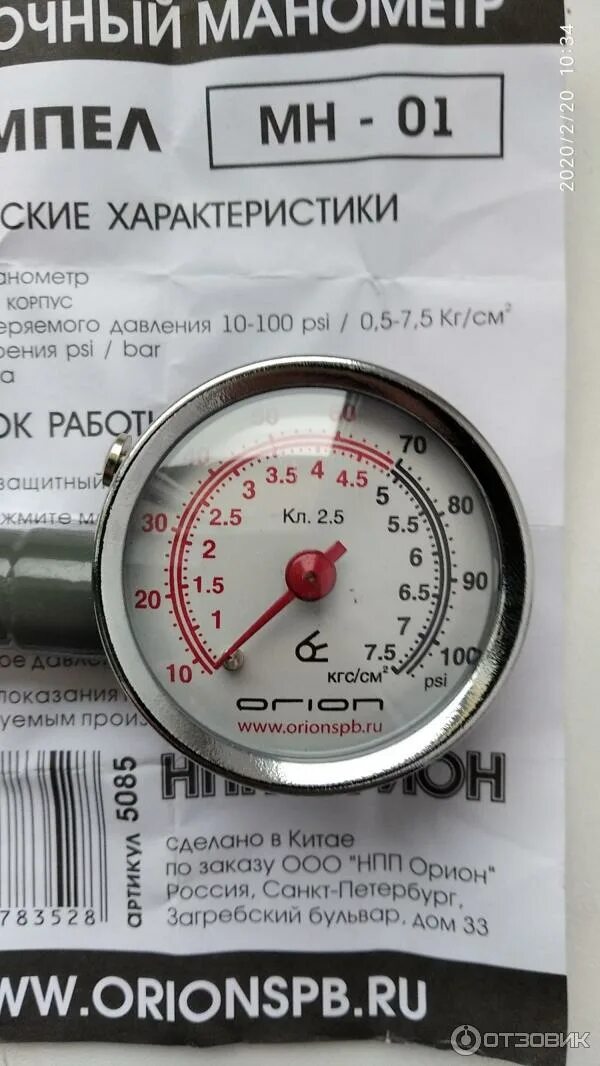 ОЧНЫЙ МАНОМЕТР
2020/2/20 10:34
МПЕЛ
МН - 01
СКИЕ ХАРАКТЕРИСТИКИ
анометр
корпус
еряемого давления 10-100 psi / 0,5-7,5 Кг/см²
рения psi / bar
а
ОК РАБОТЫ
защитный
жмите м
10 20 30 40 50 60 70 80 90 100
psi
1 1.5 2 2.5 3 3.5 4 4.5 5 5.5 6 6.5 7 7.5
Кл. 2.5
кгс/см²
orion
www.orionspb.ru
ое давле
показания
руемым произ
НПП ОРИОН
артикул 5085
783528
сделано в Китае
по заказу ООО "НПП Орион"
Россия, Санкт-Петербург,
Загребский бульвар, дом 33
WW.ORIONSPB.RU
ОТЗОВИК